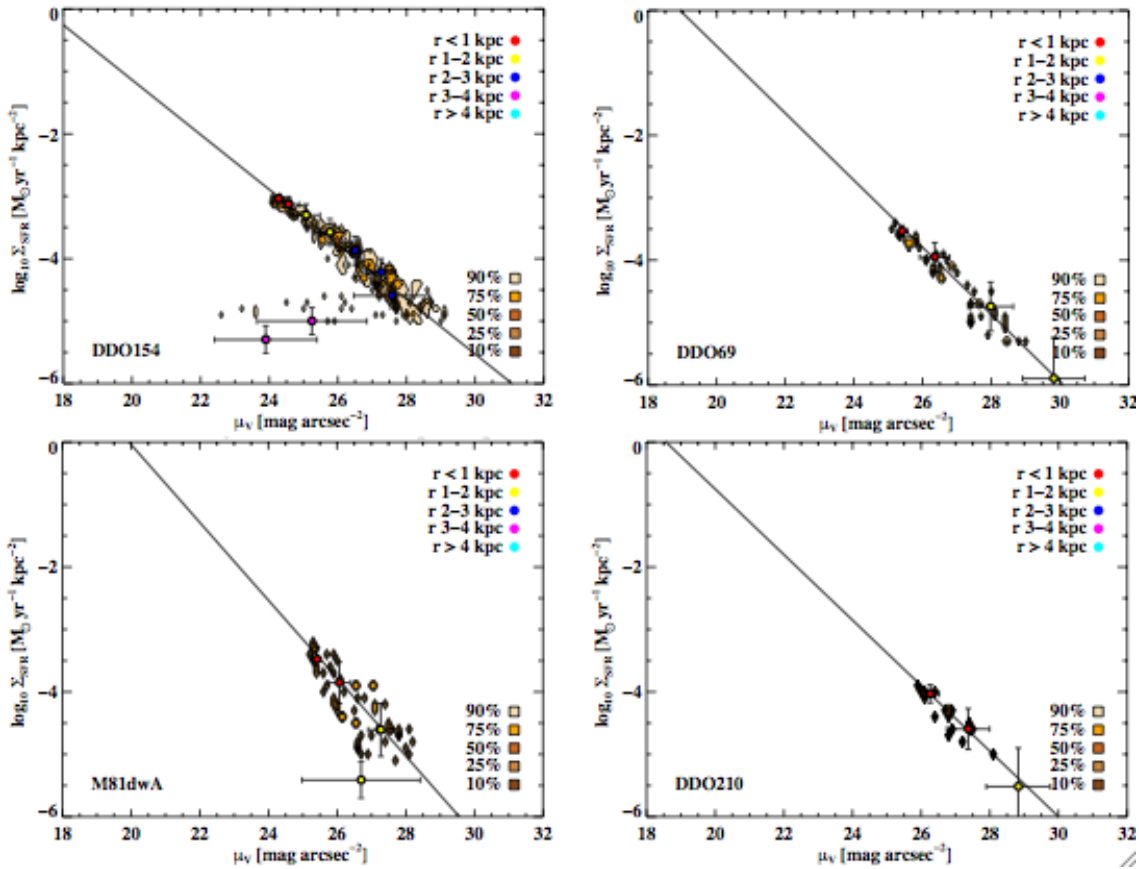 0
−2
−4
−6
log₁₀ Σ_SFR [M☉ yr⁻¹ kpc⁻²]
r < 1 kpc
r 1−2 kpc
r 2−3 kpc
r 3−4 kpc
r > 4 kpc
90%
75%
50%
25%
10%
DDO154
18 20 22 24 26 28 30 32
μ_V [mag arcsec⁻²]
0
−2
−4
−6
log₁₀ Σ_SFR [M☉ yr⁻¹ kpc⁻²]
r < 1 kpc
r 1−2 kpc
r 2−3 kpc
r 3−4 kpc
r > 4 kpc
90%
75%
50%
25%
10%
DDO69
18 20 22 24 26 28 30 32
μ_V [mag arcsec⁻²]
0
−2
−4
−6
log₁₀ Σ_SFR [M☉ yr⁻¹ kpc⁻²]
r < 1 kpc
r 1−2 kpc
r 2−3 kpc
r 3−4 kpc
r > 4 kpc
90%
75%
50%
25%
10%
M81dwA
18 20 22 24 26 28 30 32
μ_V [mag arcsec⁻²]
0
−2
−4
−6
log₁₀ Σ_SFR [M☉ yr⁻¹ kpc⁻²]
r < 1 kpc
r 1−2 kpc
r 2−3 kpc
r 3−4 kpc
r > 4 kpc
90%
75%
50%
25%
10%
DDO210
18 20 22 24 26 28 30 32
μ_V [mag arcsec⁻²]